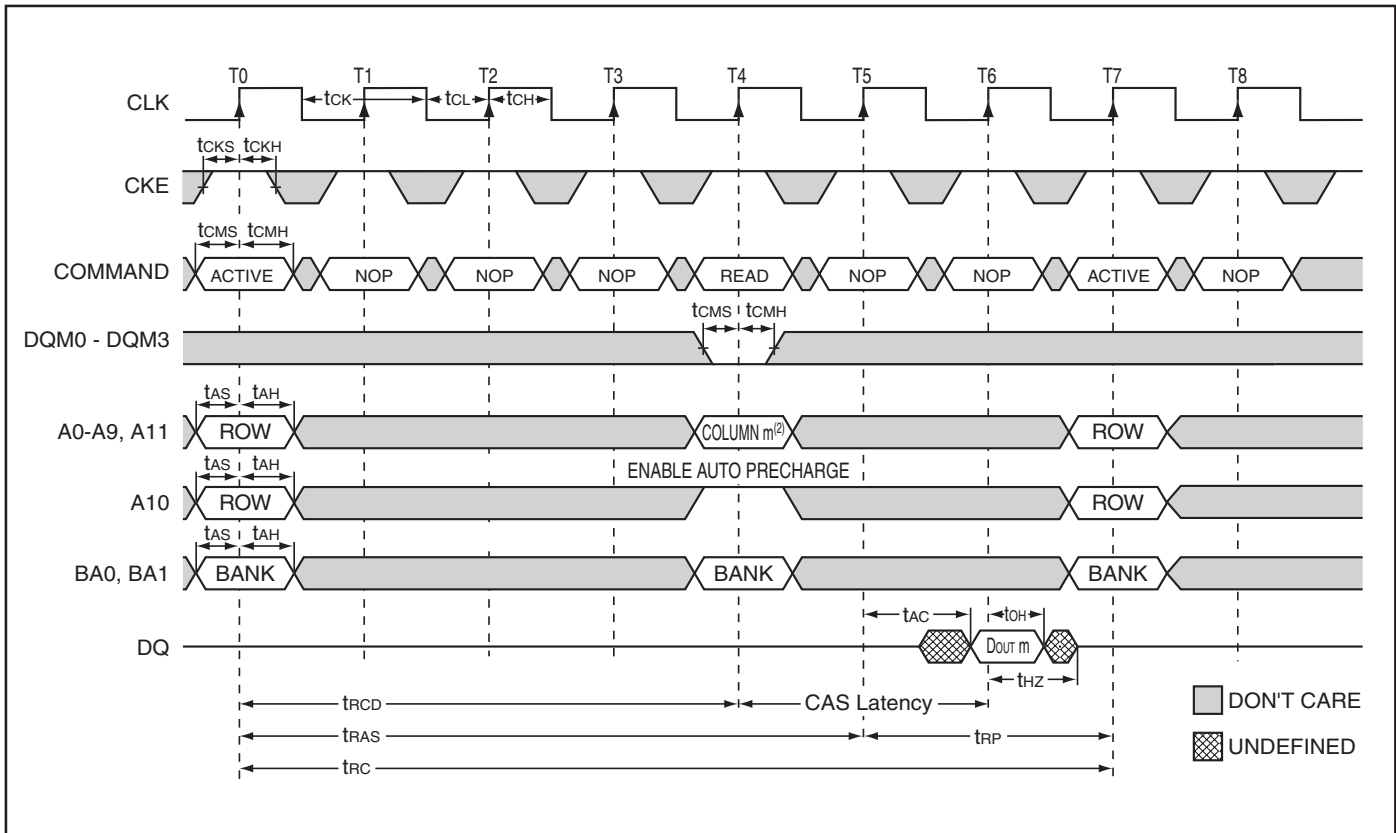 T0 T1 T2 T3 T4 T5 T6 T7 T8
CLK tCK tCL tCH
tCKS tCKH
CKE
tCMS tCMH
COMMAND ACTIVE NOP NOP NOP READ NOP NOP ACTIVE NOP
tCMS tCMH
DQM0 - DQM3
tAS tAH
A0-A9, A11 ROW COLUMN m(2) ROW
tAS tAH ENABLE AUTO PRECHARGE
A10 ROW ROW
tAS tAH
BA0, BA1 BANK BANK BANK
tAC tOH
DQ DOUT m
tHZ
tRCD CAS Latency DON'T CARE
tRAS tRP UNDEFINED
tRC